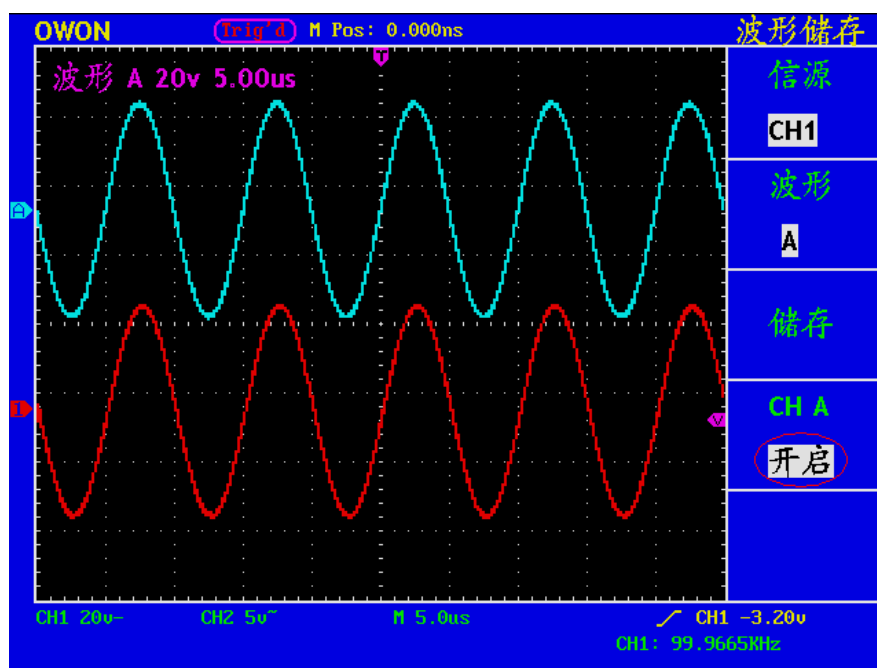 OWON Trig'd M Pos: 0.000ns 波形储存
波形 A 20v 5.00us
T
信源
CH1
波形
A
A
储存
1
CH A
V
开启
CH1 20v- CH2 5v~ M 5.0us CH1 -3.20v
CH1: 99.9665KHz